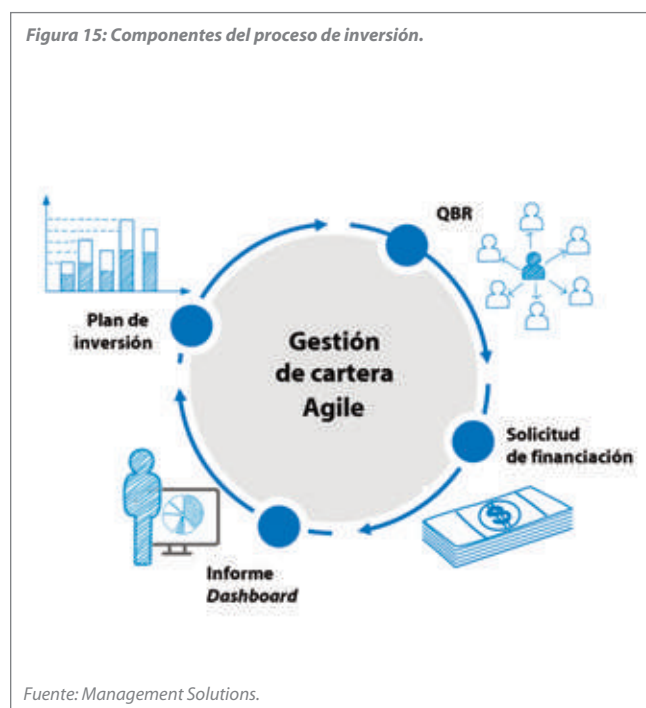 Figura 15: Componentes del proceso de inversión.
QBR
Plan de
inversión
Gestión
de cartera
Agile
Solicitud
de financiación
Informe
Dashboard
Fuente: Management Solutions.